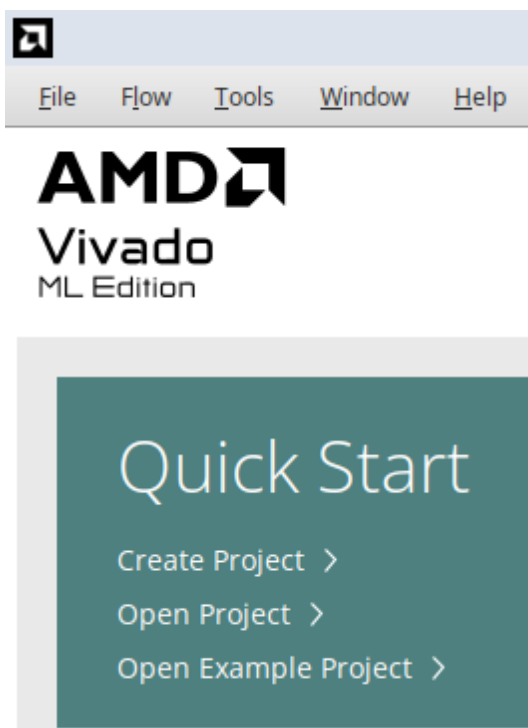 File Flow Tools Window Help
AMD
Vivado
ML Edition
Quick Start
Create Project >
Open Project >
Open Example Project >